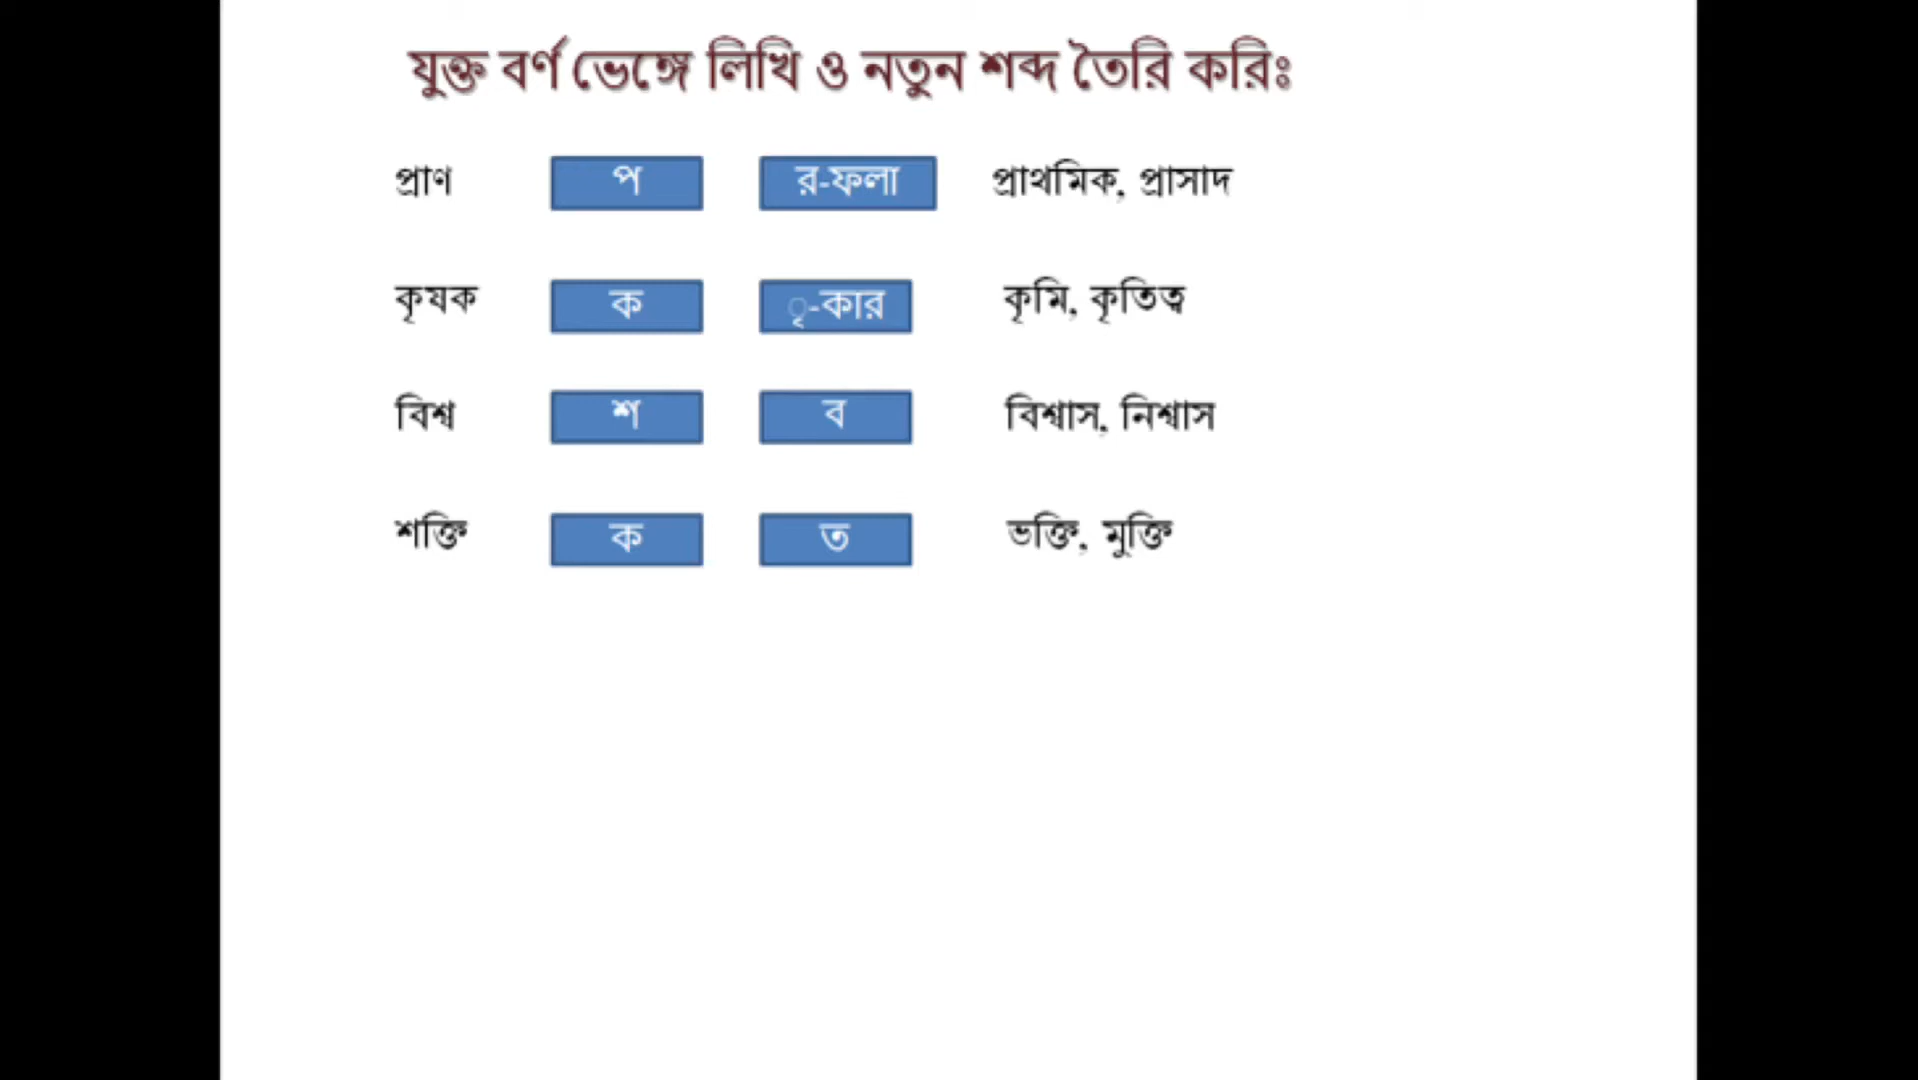 যুক্ত বর্ণ ভেঙ্গে লিখি ও নতুন শব্দ তৈরি করিঃ
প্রাণ প র-ফলা প্রাথমিক, প্রাসাদ
কৃষক ক ৃ-কার কৃমি, কৃতিত্ব
বিশ্ব শ ব বিশ্বাস, নিশ্বাস
শক্তি ক ত ভক্তি, মুক্তি